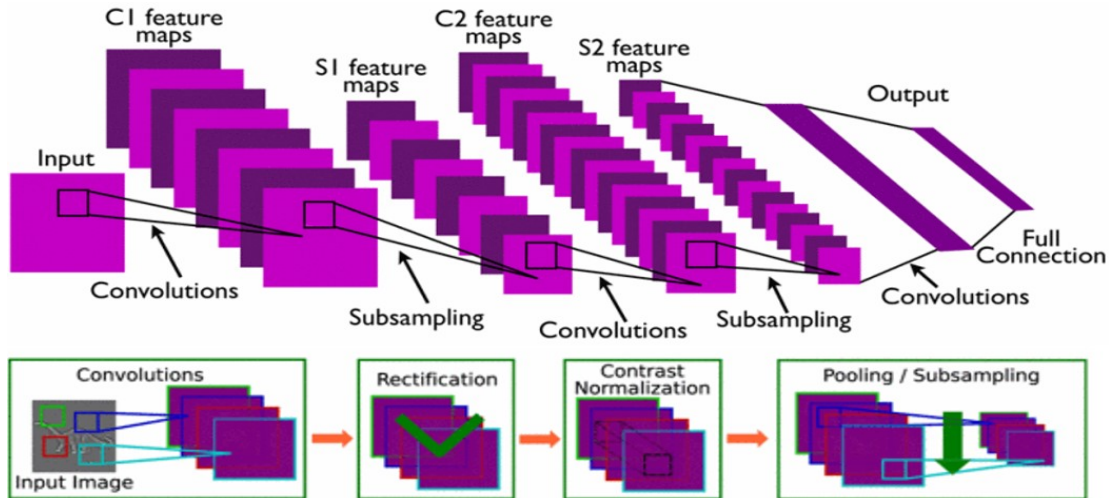 C1 feature
maps
S1 feature
maps
C2 feature
maps
S2 feature
maps
Output
Input
Convolutions
Subsampling
Convolutions
Subsampling
Convolutions
Full
Connection
Convolutions
Input Image
Rectification
Contrast
Normalization
Pooling / Subsampling